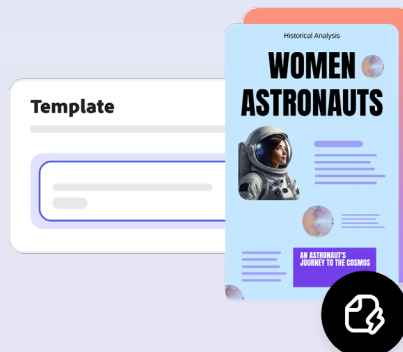 Template
Historical Analysis
WOMEN
ASTRONAUTS
AN ASTRONAUT'S
JOURNEY TO THE COSMOS